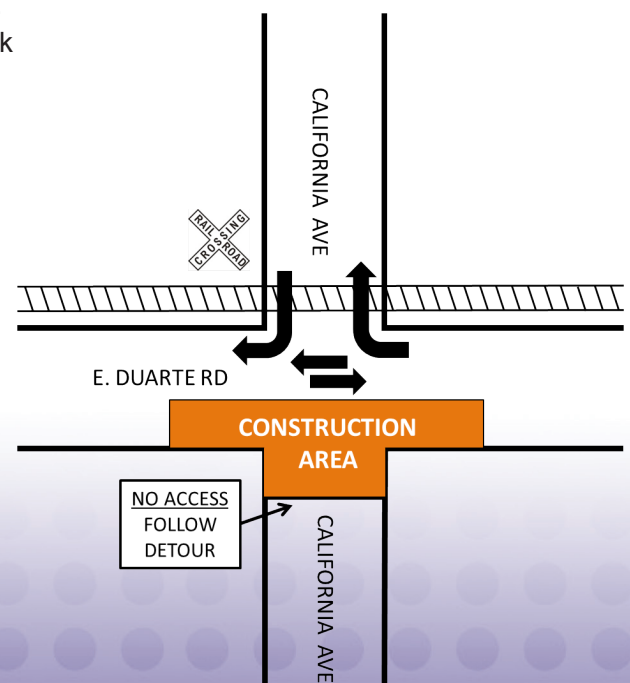 k
CALIFORNIA AVE
RAIL ROAD
CROSSING
E. DUARTE RD
CONSTRUCTION
AREA
NO ACCESS
FOLLOW
DETOUR
CALIFORNIA AVE